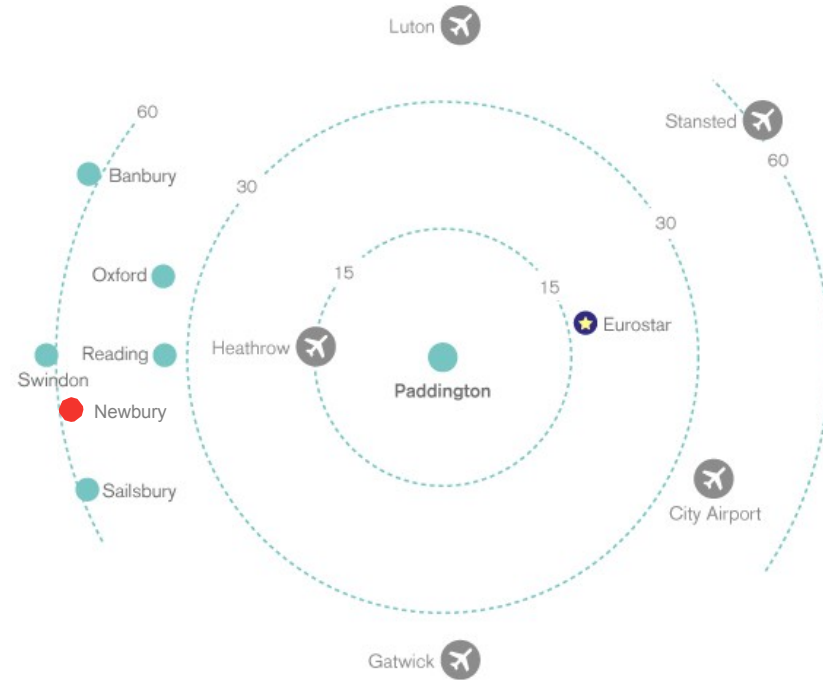 Luton
60
Stansted
Banbury
60
30
30
Oxford
15
15
Eurostar
Heathrow
Reading
Swindon
Paddington
Newbury
Sailsbury
City Airport
Gatwick